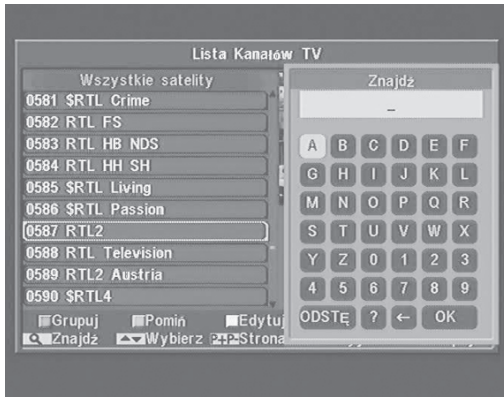 Lista Kanałów TV
Wszystkie satelity
0581 $RTL Crime
0582 RTL FS
0583 RTL HB NDS
0584 RTL HH SH
0585 $RTL Living
0586 $RTL Passion
0587 RTL2
0588 RTL Television
0589 RTL2 Austria
0590 $RTL4
Grupuj Pomiń Edytuj
Znajdź Wybierz P+P- Strona
Znajdź
_
A B C D E F
G H I J K L
M N O P Q R
S T U V W X
Y Z 0 1 2 3
4 5 6 7 8 9
ODSTĘ ? ← OK